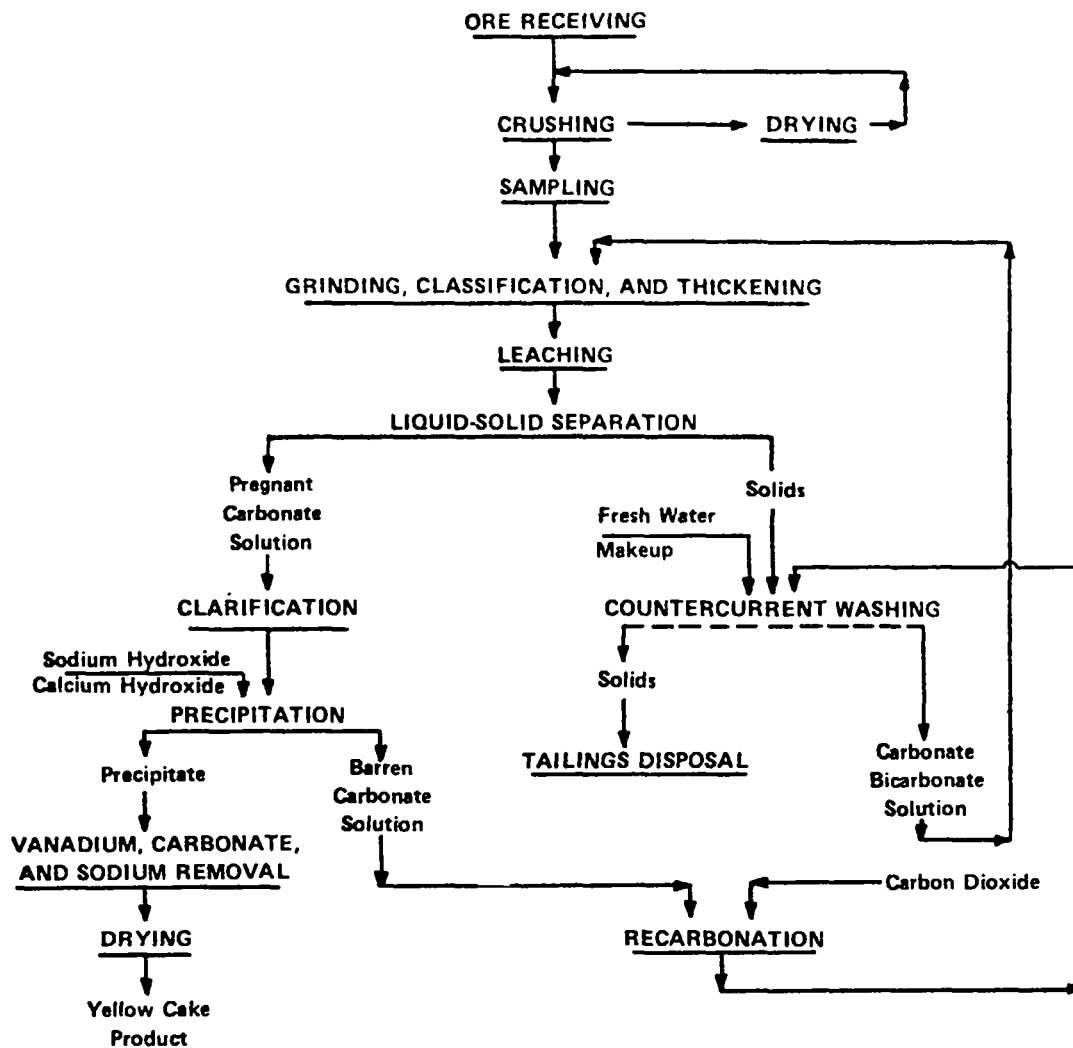 ORE RECEIVING
CRUSHING
DRYING
SAMPLING
GRINDING, CLASSIFICATION, AND THICKENING
LEACHING
LIQUID-SOLID SEPARATION
Pregnant
Carbonate
Solution
Solids
Fresh Water
Makeup
CLARIFICATION
COUNTERCURRENT WASHING
Sodium Hydroxide
Calcium Hydroxide
PRECIPITATION
Solids
Precipitate
Barren
Carbonate
Solution
TAILINGS DISPOSAL
Carbonate
Bicarbonate
Solution
VANADIUM, CARBONATE,
AND SODIUM REMOVAL
Carbon Dioxide
DRYING
RECARBONATION
Yellow Cake
Product